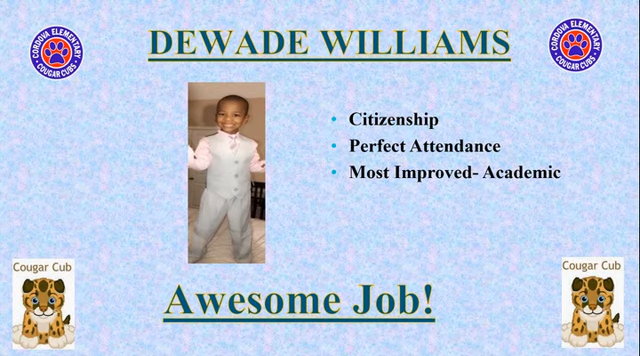 DEWADE WILLIAMS
CORDOVA ELEMENTARY
COUGAR CUBS
CORDOVA ELEMENTARY
COUGAR CUBS
• Citizenship
• Perfect Attendance
• Most Improved- Academic
Cougar Cub
Cougar Cub
Awesome Job!